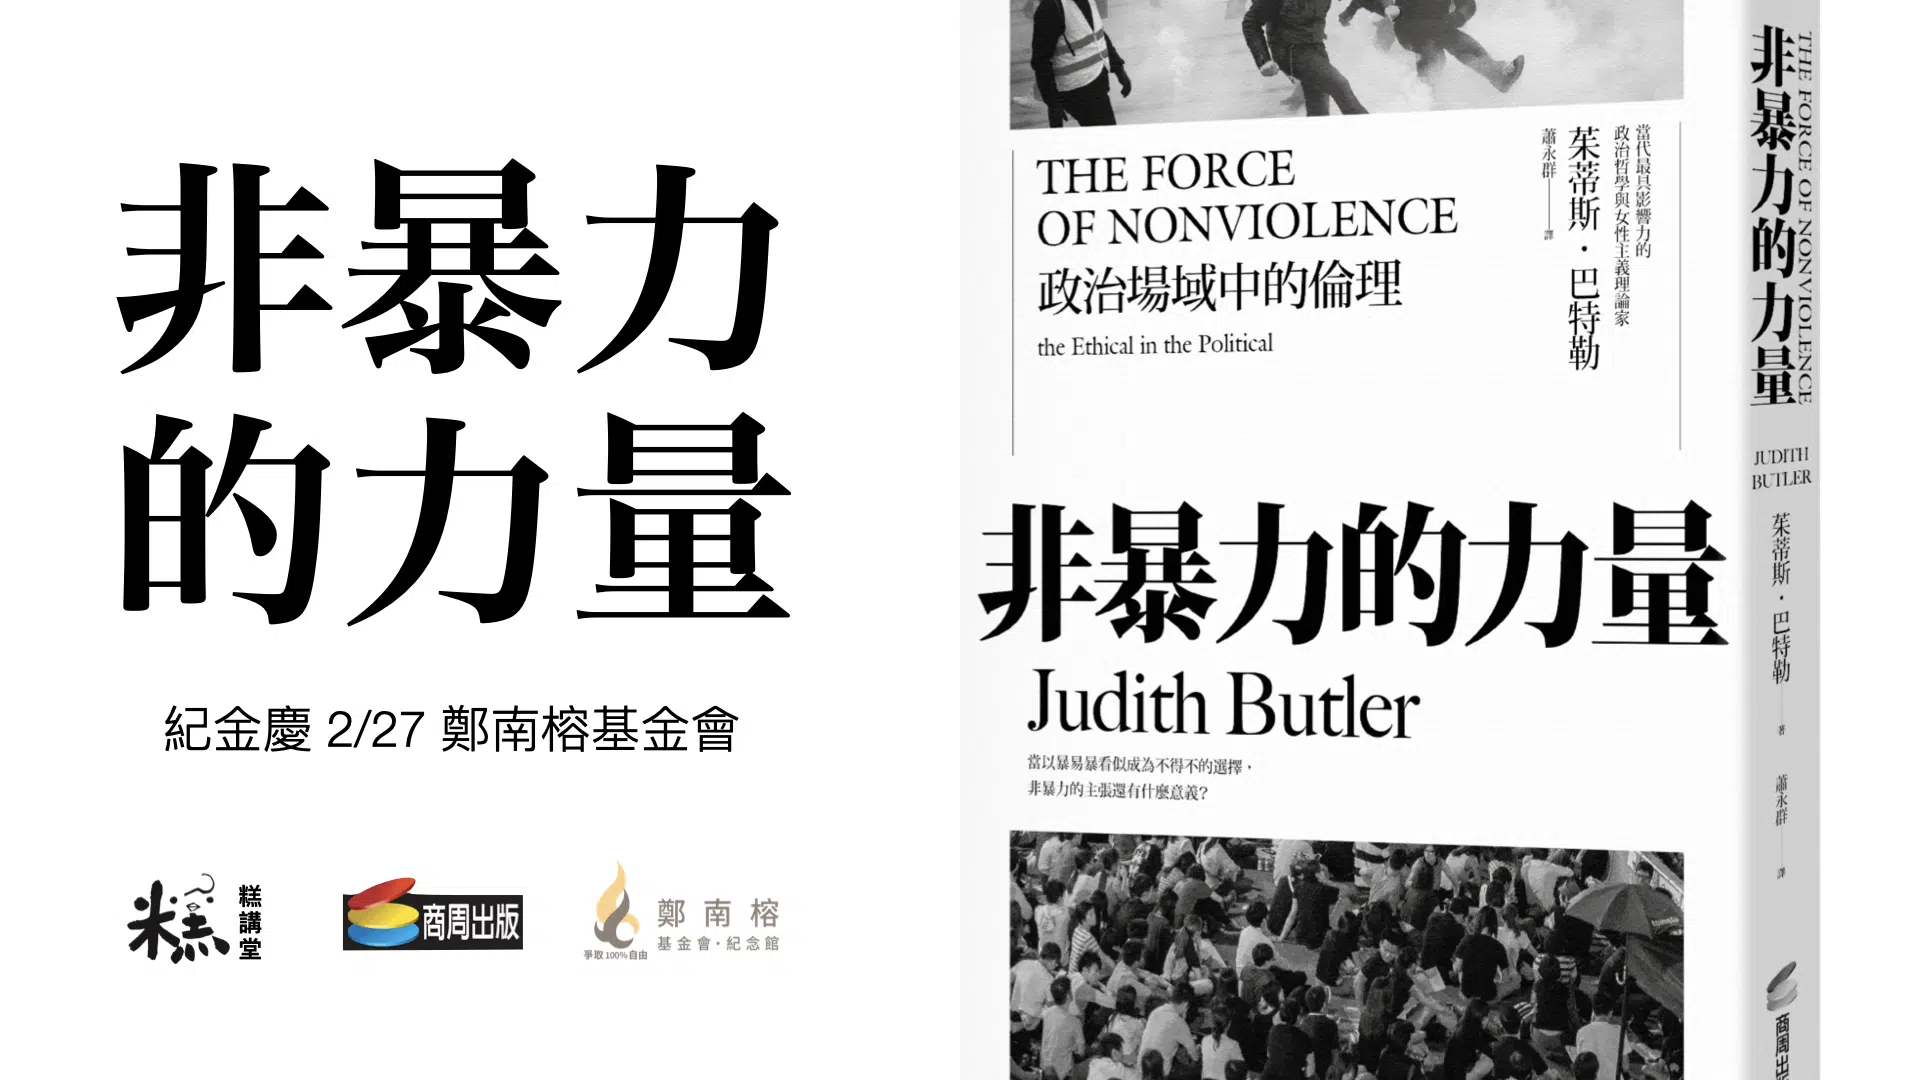 非暴力
的力量
紀金慶 2/27 鄭南榕基金會
糕
糕講堂
商周出版
鄭南榕
基金會・紀念館
爭取100%自由
THE FORCE
OF NONVIOLENCE
政治場域中的倫理
the Ethical in the Political
當代最具影響力的
政治哲學與女性主義理論家
茱蒂斯・巴特勒
蕭永群——譯
非暴力的力量
Judith Butler
當以暴易暴看似成為不得不的選擇，
非暴力的主張還有什麼意義？
THE FORCE OF NONVIOLENCE
非暴力的力量
JUDITH
BUTLER
茱蒂斯・巴特勒——著
蕭永群——譯
商周出